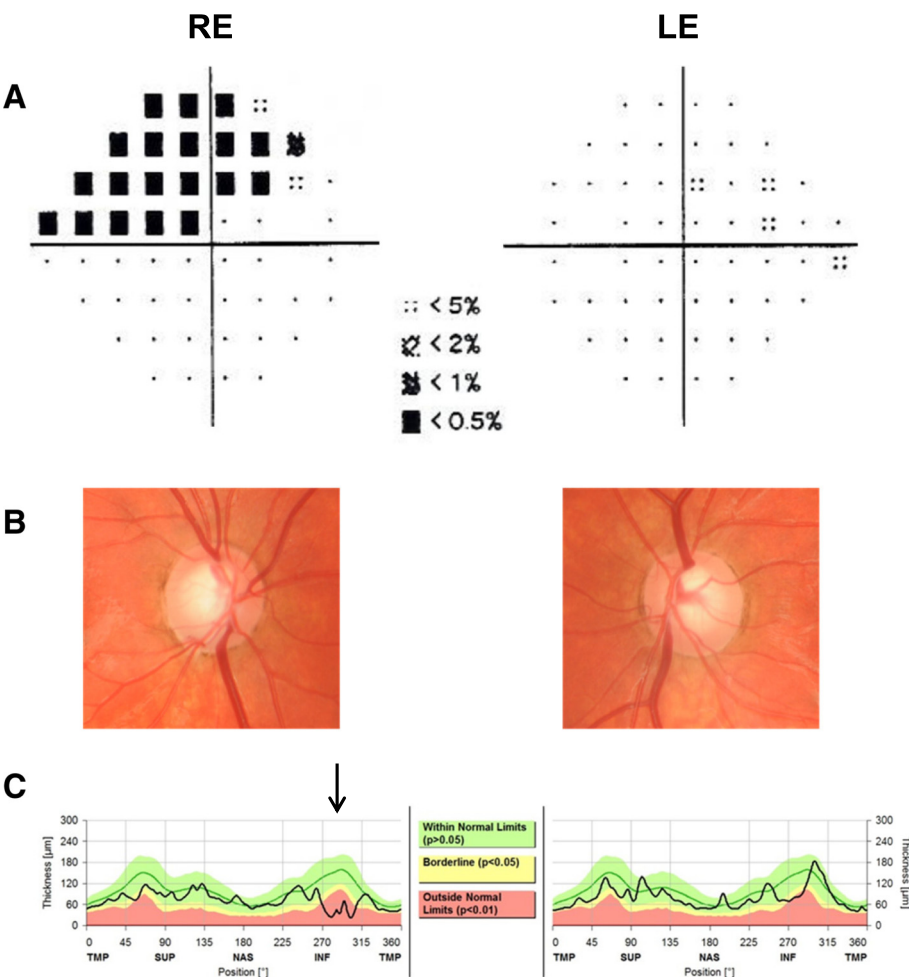 RE
LE
A
< 5%
< 2%
< 1%
< 0.5%
B
C
300
240
180
120
60
0
Thickness [µm]
0 45 90 135 180 225 270 315 360
TMP SUP NAS INF TMP
Position [°]
Within Normal Limits
(p>0.05)
Borderline (p<0.05)
Outside Normal
Limits (p<0.01)
300
240
180
120
60
0
Thickness [µm]
0 45 90 135 180 225 270 315 360
TMP SUP NAS INF TMP
Position [°]